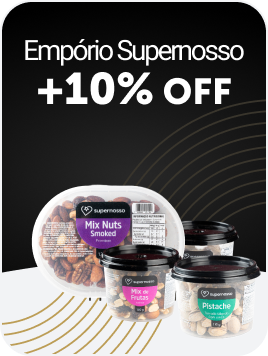 Empório Supernosso
+10% OFF
supernosso
Mix Nuts
Smoked
supernosso
Mix de
Frutas
supernosso
Pistache